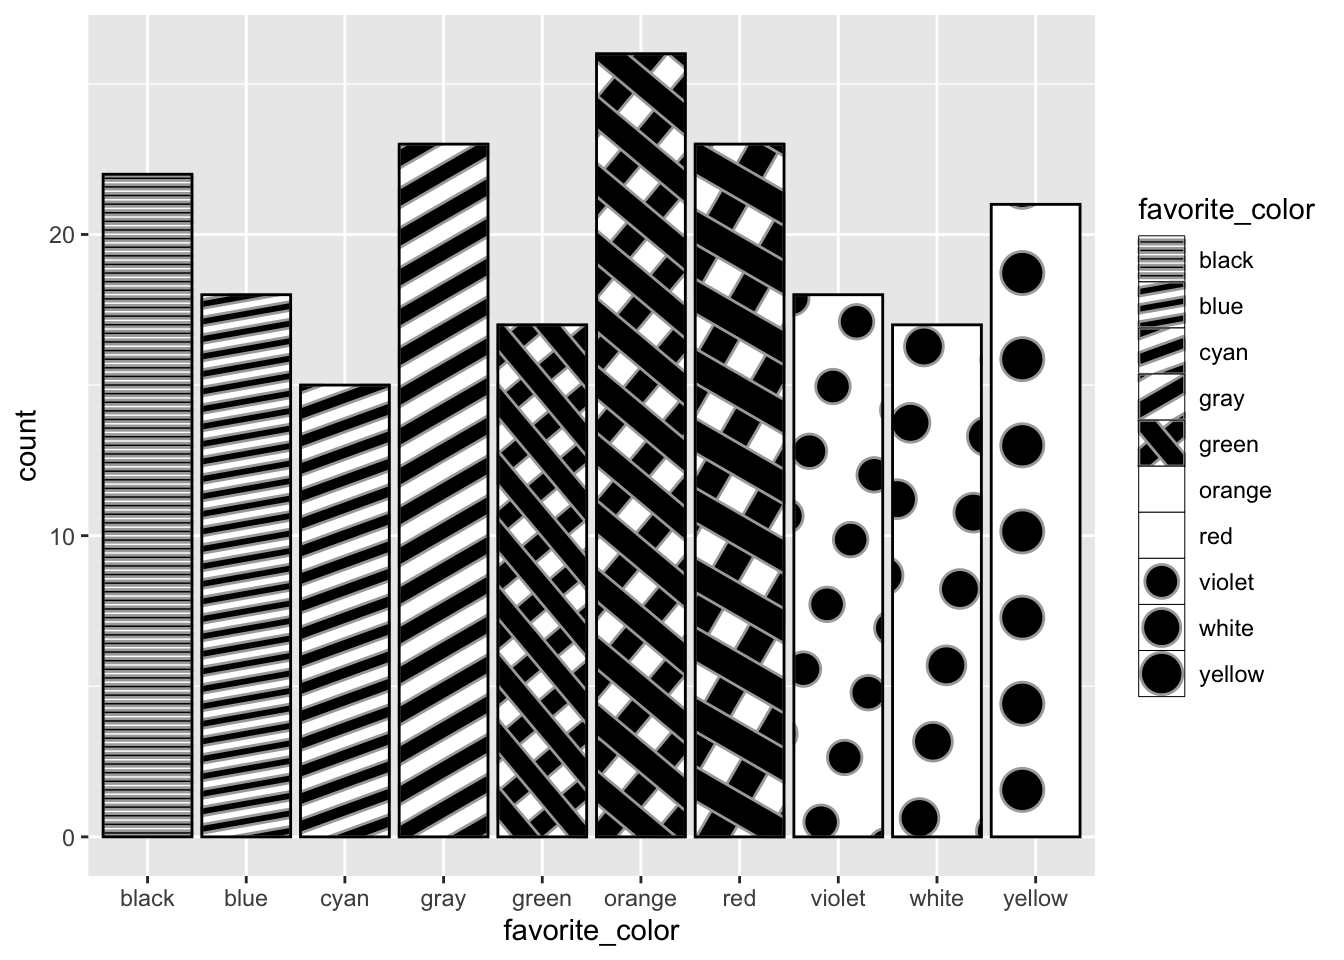 count
20
10
0
black blue cyan gray green orange red violet white yellow
favorite_color
favorite_color
black
blue
cyan
gray
green
orange
red
violet
white
yellow